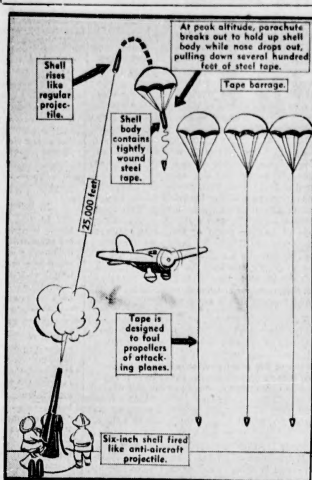 At peak altitude, parachute
breaks out to hold up shell
body while nose drops out,
pulling down several hundred
feet of steel tape.
Shell
rises
like
regular
projec-
tile.
Tape barrage.
Shell
body
contains
tightly
wound
steel
tape.
25,000 feet
Tape is
designed
to foul
propellers
of attack-
ing planes.
Six-inch shell fired
like anti-aircraft
projectile.